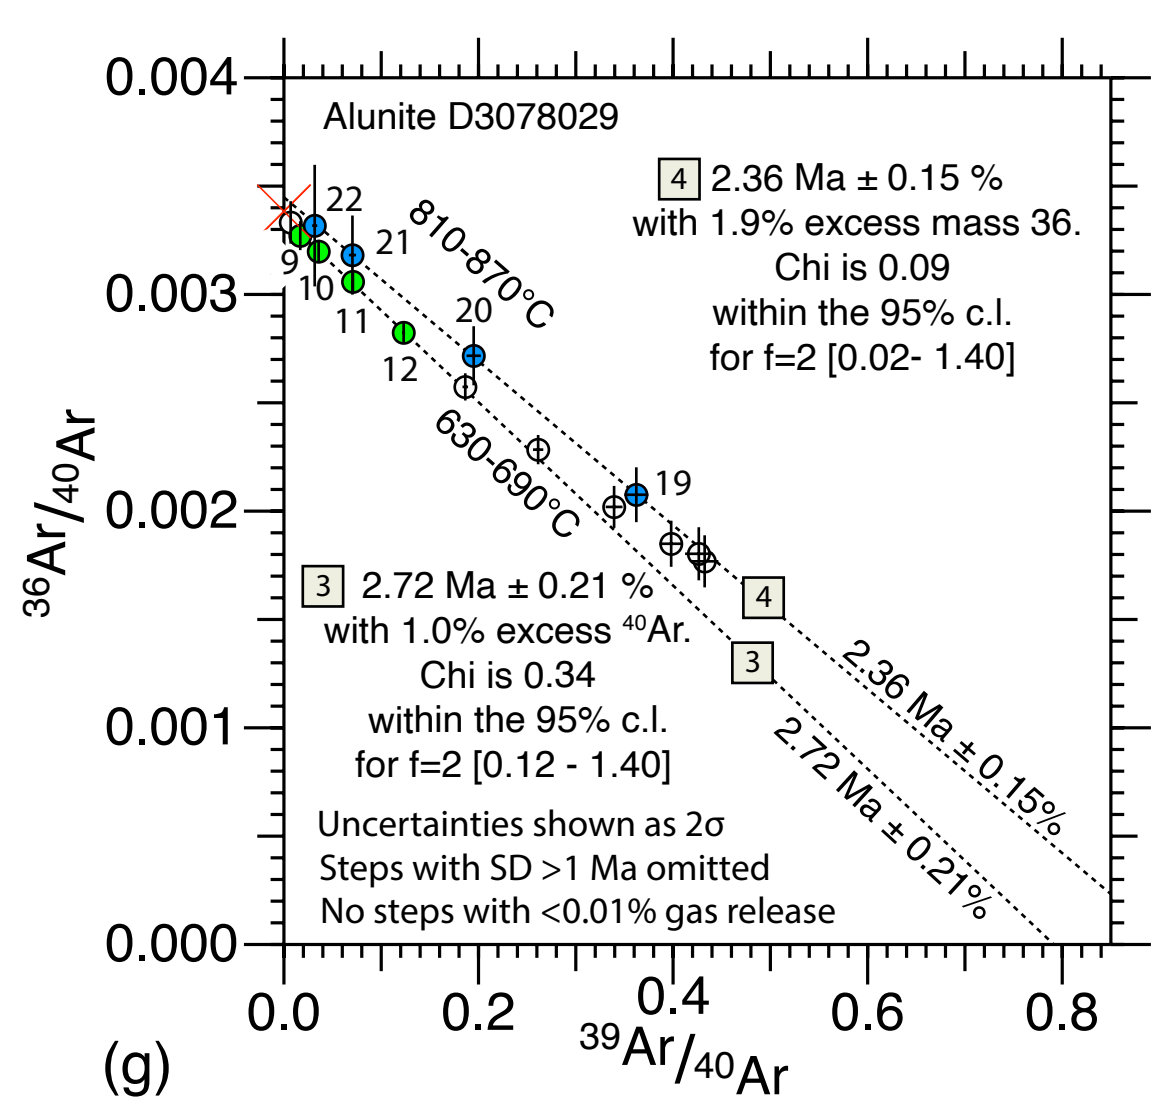 0.004
0.003
0.002
0.001
0.000
36Ar/40Ar
Alunite D3078029
4 2.36 Ma ± 0.15 %
with 1.9% excess mass 36.
Chi is 0.09
within the 95% c.l.
for f=2 [0.02- 1.40]
22
21
20
19
9
10
11
12
810-870°C
630-690°C
3 2.72 Ma ± 0.21 %
with 1.0% excess 40Ar.
Chi is 0.34
within the 95% c.l.
for f=2 [0.12 - 1.40]
4
3
2.36 Ma ± 0.15%
2.72 Ma ± 0.21%
Uncertainties shown as 2σ
Steps with SD >1 Ma omitted
No steps with <0.01% gas release
0.0 0.2 0.4 0.6 0.8
39Ar/40Ar
(g)